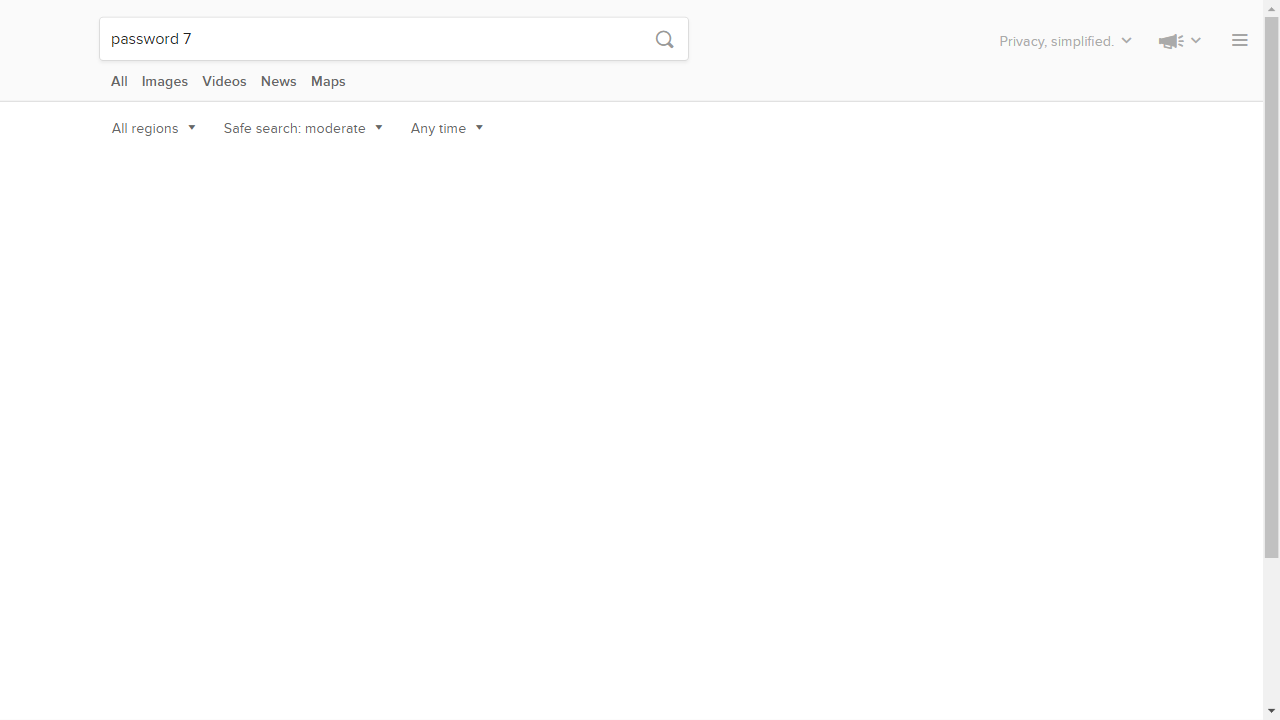 password 7
Privacy, simplified.
All Images Videos News Maps
All regions Safe search: moderate Any time